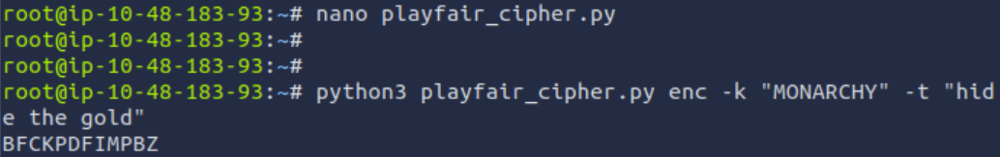 root@ip-10-48-183-93:~# nano playfair_cipher.py
root@ip-10-48-183-93:~#
root@ip-10-48-183-93:~#
root@ip-10-48-183-93:~# python3 playfair_cipher.py enc -k "MONARCHY" -t "hid
e the gold"
BFCKPDFIMPBZ